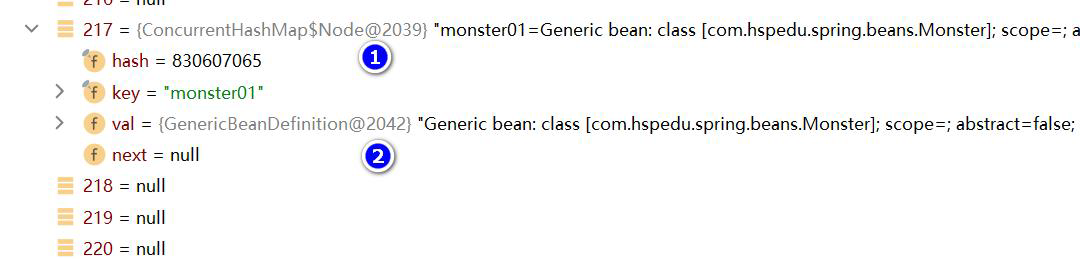 216 = null
217 = {ConcurrentHashMap$Node@2039} "monster01=Generic bean: class [com.hspedu.spring.beans.Monster]; scope=; a
1
f hash = 830607065
f key = "monster01"
f val = {GenericBeanDefinition@2042} "Generic bean: class [com.hspedu.spring.beans.Monster]; scope=; abstract=false;
f next = null
2
218 = null
219 = null
220 = null